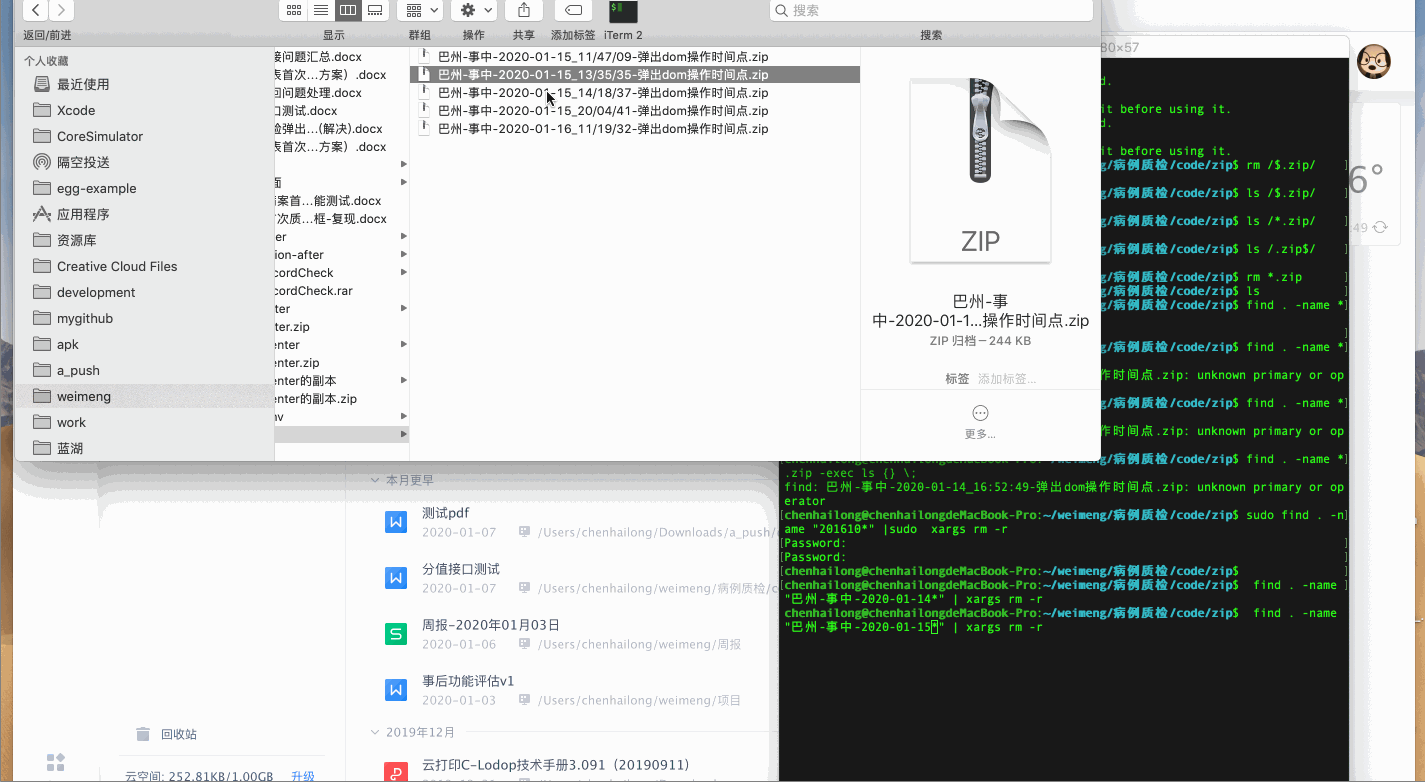 返回/前进
显示
群组
操作
共享
添加标签
iTerm 2
搜索
搜索
个人收藏
最近使用
Xcode
CoreSimulator
隔空投送
egg-example
应用程序
资源库
Creative Cloud Files
development
mygithub
apk
a_push
weimeng
work
蓝湖
接问题汇总.docx
表首次…方案）.docx
回问题处理.docx
口测试.docx
检弹出…(解决).docx
表首次…方案）.docx
面
档案首…能测试.docx
首次质…框-复现.docx
er
ion-after
cordCheck
cordCheck.rar
ter
ter.zip
enter
enter.zip
enter的副本
enter的副本.zip
nv
巴州-事中-2020-01-15_11/47/09-弹出dom操作时间点.zip
巴州-事中-2020-01-15_13/35/35-弹出dom操作时间点.zip
巴州-事中-2020-01-15_14/18/37-弹出dom操作时间点.zip
巴州-事中-2020-01-15_20/04/41-弹出dom操作时间点.zip
巴州-事中-2020-01-16_11/19/32-弹出dom操作时间点.zip
ZIP
巴州-事
中-2020-01-1...操作时间点.zip
ZIP 归档 — 244 KB
标签 添加标签...
更多...
80×57
d.
it before using it.
d.
it before using it.
g/病例质检/code/zip$ rm /$.zip/
g/病例质检/code/zip$ ls /$.zip/
g/病例质检/code/zip$ ls /*.zip/
g/病例质检/code/zip$ ls /.zip$/
g/病例质检/code/zip$ rm *.zip
g/病例质检/code/zip$ ls
g/病例质检/code/zip$ find . -name *
g/病例质检/code/zip$ find . -name *
作时间点.zip: unknown primary or op
g/病例质检/code/zip$ find . -name *
作时间点.zip: unknown primary or op
chenhailong@chenhailongdeMacBook-Pro:~/weimeng/病例质检/code/zip$ find . -name *
.zip -exec ls {} \;
find: 巴州-事中-2020-01-14_16:52:49-弹出dom操作时间点.zip: unknown primary or op
erator
[chenhailong@chenhailongdeMacBook-Pro:~/weimeng/病例质检/code/zip$ sudo find . -n]
ame "201610*" |sudo  xargs rm -r
[Password:
[Password:
[chenhailong@chenhailongdeMacBook-Pro:~/weimeng/病例质检/code/zip$
[chenhailong@chenhailongdeMacBook-Pro:~/weimeng/病例质检/code/zip$  find . -name ]
"巴州-事中-2020-01-14*" | xargs rm -r
chenhailong@chenhailongdeMacBook-Pro:~/weimeng/病例质检/code/zip$  find . -name
"巴州-事中-2020-01-15*" | xargs rm -r
6°
:49
本月更早
测试pdf
2020-01-07 /Users/chenhailong/Downloads/a_push/
分值接口测试
2020-01-07 /Users/chenhailong/weimeng/病例质检/c
周报-2020年01月03日
2020-01-06 /Users/chenhailong/weimeng/周报
事后功能评估v1
2020-01-03 /Users/chenhailong/weimeng/项目
2019年12月
云打印C-Lodop技术手册3.091（20190911）
回收站
云空间: 252.81KB/1.00GB 升级